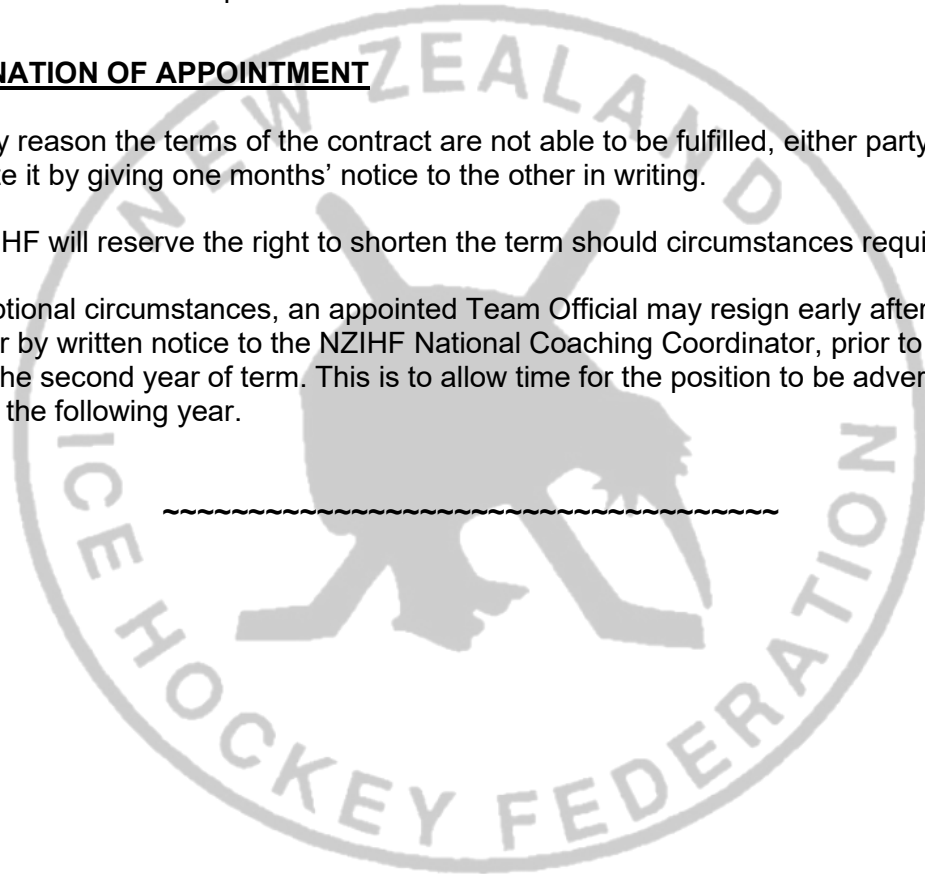 NATION OF APPOINTMENT
y reason the terms of the contract are not able to be fulfilled, either party
te it by giving one months’ notice to the other in writing.
HF will reserve the right to shorten the term should circumstances requi
otional circumstances, an appointed Team Official may resign early after
r by written notice to the NZIHF National Coaching Coordinator, prior to
he second year of term. This is to allow time for the position to be adver
the following year.
~~~~~~~~~~~~~~~~~~~~~~~~~~~~~~~~~~~~
NEW ZEALAND
ICE HOCKEY FEDERATION